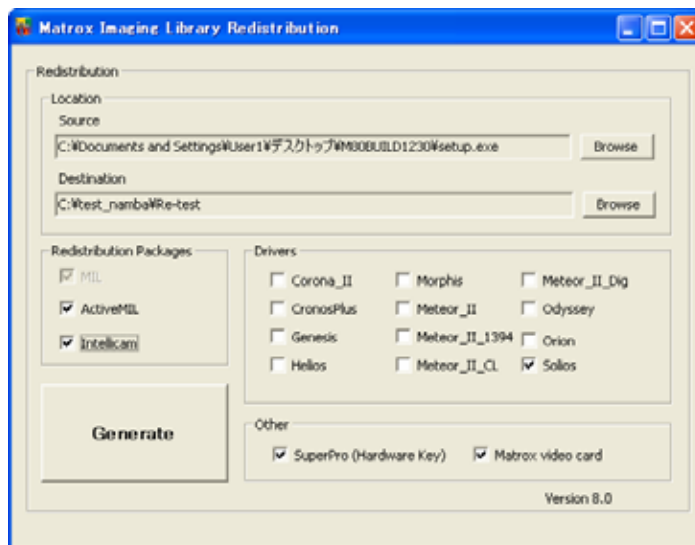 Matrox Imaging Library Redistribution
Redistribution
Location
Source
C:¥Documents and Settings¥User1¥デスクトップ¥M80BUILD1230¥setup.exe
Browse
Destination
C:¥test_namba¥Re-test
Browse
Redistribution Packages
MIL
ActiveMIL
Intellicam
Drivers
Corona_II
Morphis
Meteor_II_Dig
CronosPlus
Meteor_II
Odyssey
Genesis
Meteor_II_1394
Orion
Helios
Meteor_II_CL
Solios
Generate
Other
SuperPro (Hardware Key)
Matrox video card
Version 8.0